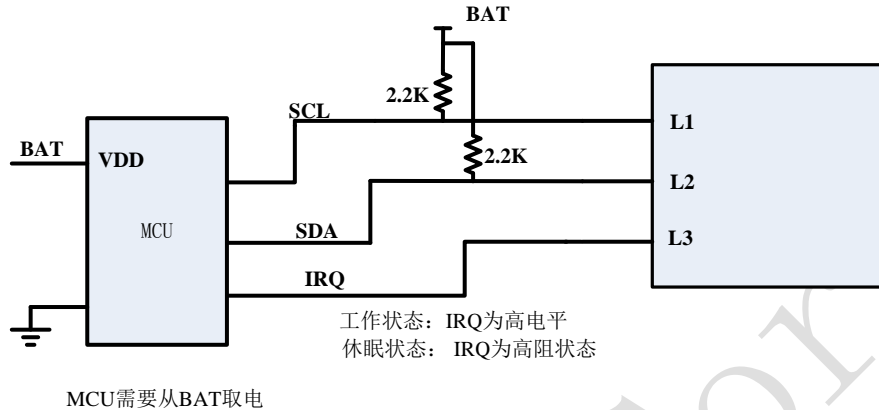 BAT
2.2K
SCL
L1
BAT
VDD
2.2K
L2
MCU
SDA
L3
IRQ
工作状态：IRQ为高电平
休眠状态： IRQ为高阻状态
MCU需要从BAT取电